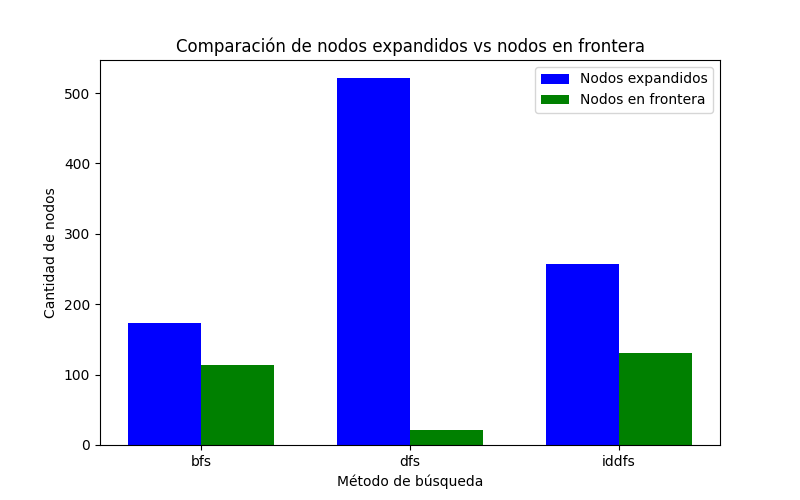 Comparación de nodos expandidos vs nodos en frontera
Nodos expandidos
Nodos en frontera
Cantidad de nodos
500
400
300
200
100
0
bfs
dfs
iddfs
Método de búsqueda